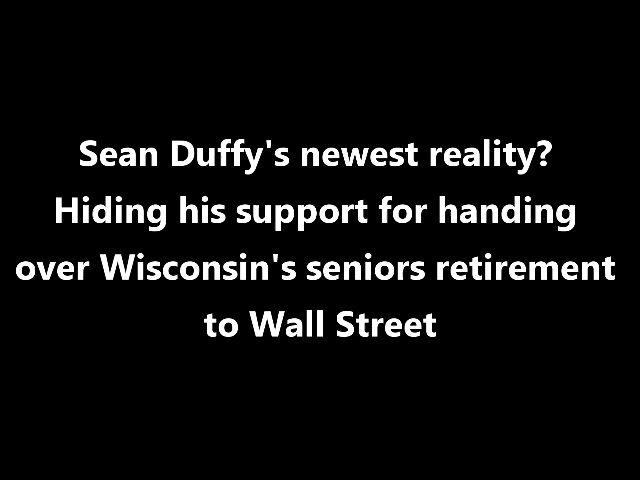 Sean Duffy's newest reality?
Hiding his support for handing
over Wisconsin's seniors retirement
to Wall Street